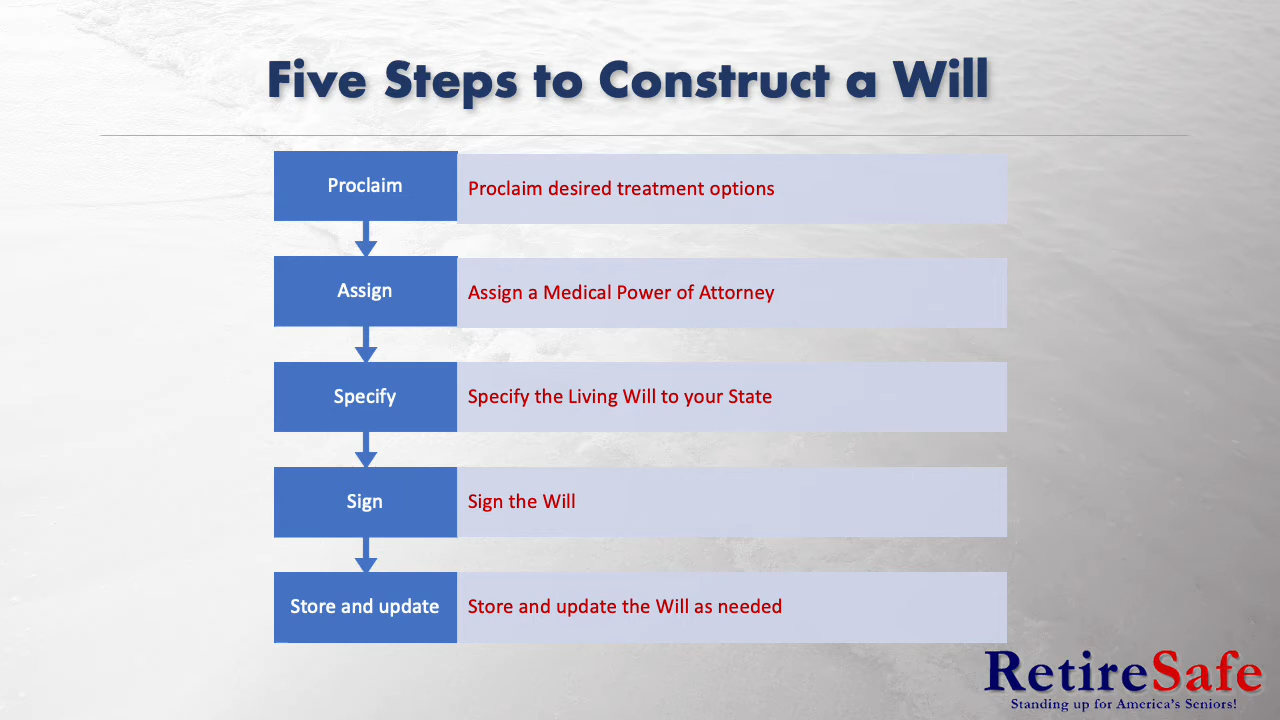 Five Steps to Construct a Will
Proclaim
Proclaim desired treatment options
Assign
Assign a Medical Power of Attorney
Specify
Specify the Living Will to your State
Sign
Sign the Will
Store and update
Store and update the Will as needed
RetireSafe
Standing up for America's Seniors!